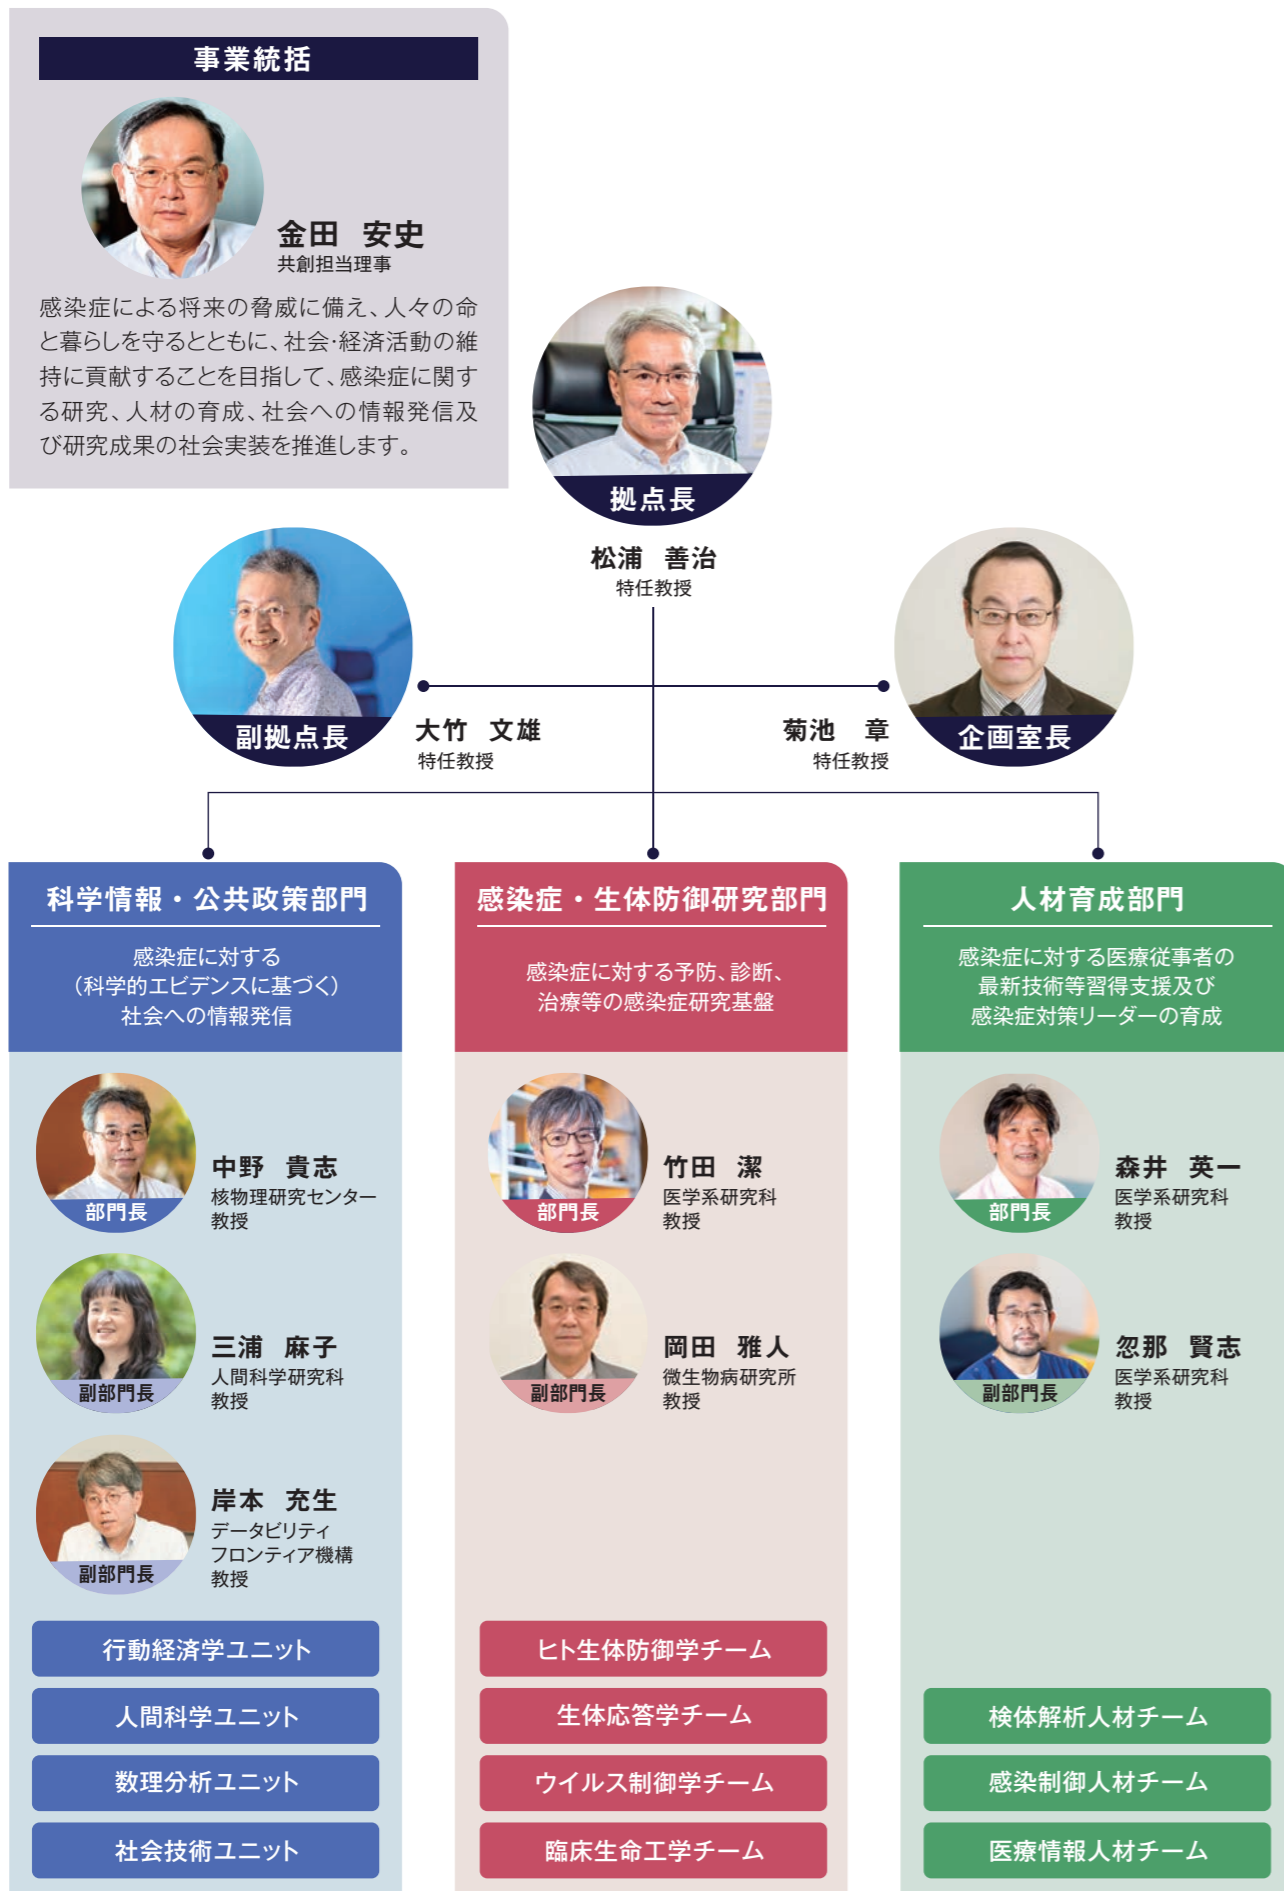 事業統括
金田 安史
共創担当理事
感染症による将来の脅威に備え、人々の命
と暮らしを守るとともに、社会・経済活動の維
持に貢献することを目指して、感染症に関す
る研究、人材の育成、社会への情報発信及
び研究成果の社会実装を推進します。
拠点長
松浦 善治
特任教授
副拠点長
大竹 文雄
特任教授
菊池 章
特任教授
企画室長
科学情報・公共政策部門
感染症に対する
（科学的エビデンスに基づく）
社会への情報発信
中野 貴志
核物理研究センター
教授
部門長
三浦 麻子
人間科学研究科
教授
副部門長
岸本 充生
データビリティ
フロンティア機構
教授
副部門長
行動経済学ユニット
人間科学ユニット
数理分析ユニット
社会技術ユニット
感染症・生体防御研究部門
感染症に対する予防、診断、
治療等の感染症研究基盤
竹田 潔
医学系研究科
教授
部門長
岡田 雅人
微生物病研究所
教授
副部門長
ヒト生体防御学チーム
生体応答学チーム
ウイルス制御学チーム
臨床生命工学チーム
人材育成部門
感染症に対する医療従事者の
最新技術等習得支援及び
感染症対策リーダーの育成
森井 英一
医学系研究科
教授
部門長
忽那 賢志
医学系研究科
教授
副部門長
検体解析人材チーム
感染制御人材チーム
医療情報人材チーム